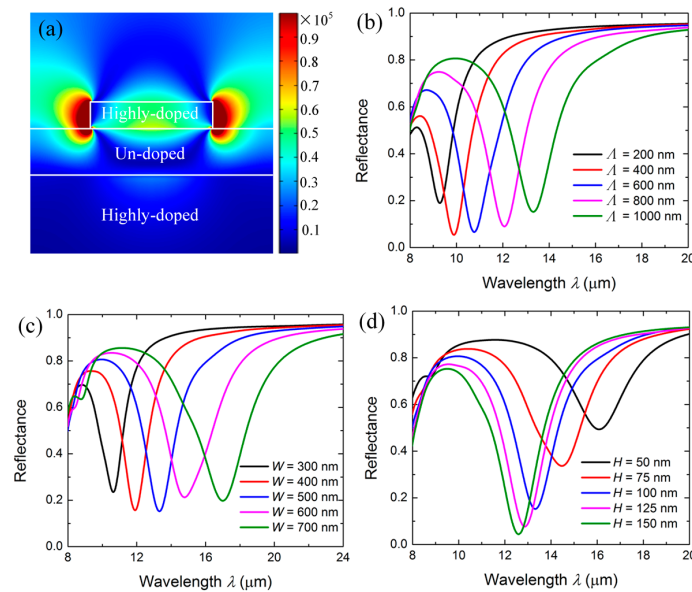 (a)
Highly-doped
Un-doped
Highly-doped
×10⁵
0.9
0.8
0.7
0.6
0.5
0.4
0.3
0.2
0.1
(b)
1.0
0.8
0.6
0.4
0.2
0.0
Reflectance
8 10 12 14 16 18 20
Wavelength λ (μm)
Λ = 200 nm
Λ = 400 nm
Λ = 600 nm
Λ = 800 nm
Λ = 1000 nm
(c)
1.0
0.8
0.6
0.4
0.2
0.0
Reflectance
8 10 12 14 16 18 20 22 24
Wavelength λ (μm)
W = 300 nm
W = 400 nm
W = 500 nm
W = 600 nm
W = 700 nm
(d)
1.0
0.8
0.6
0.4
0.2
0.0
Reflectance
8 10 12 14 16 18 20
Wavelength λ (μm)
H = 50 nm
H = 75 nm
H = 100 nm
H = 125 nm
H = 150 nm